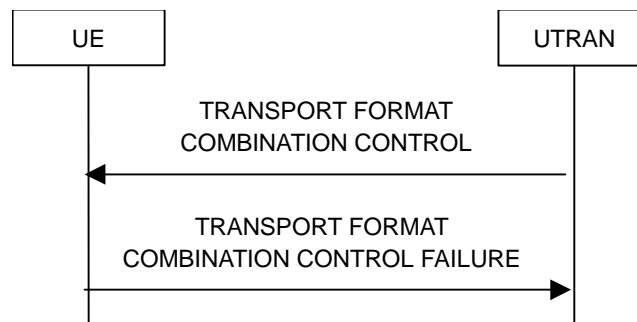 UE
UTRAN
TRANSPORT FORMAT
COMBINATION CONTROL
TRANSPORT FORMAT
COMBINATION CONTROL FAILURE